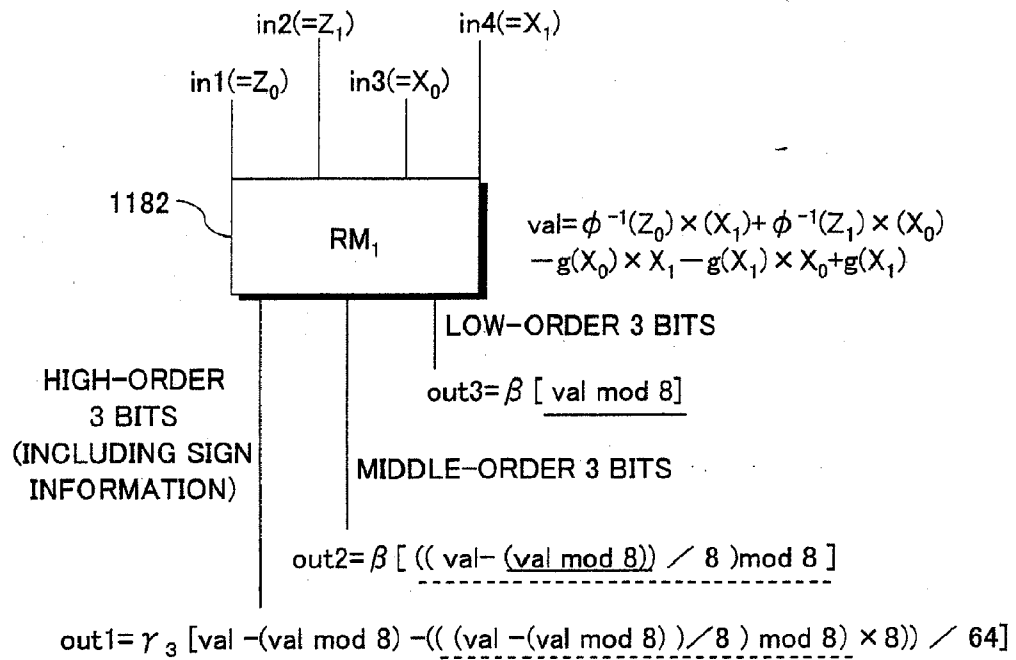 in2(=Z₁)
in4(=X₁)
in1(=Z₀)
in3(=X₀)
1182
RM₁
val=ϕ⁻¹(Z₀)×(X₁)+ϕ⁻¹(Z₁)×(X₀)
−g(X₀)×X₁−g(X₁)×X₀+g(X₁)
LOW−ORDER 3 BITS
HIGH−ORDER
3 BITS
(INCLUDING SIGN
INFORMATION)
out3=β [ val mod 8]
MIDDLE−ORDER 3 BITS
out2=β [ (( val− (val mod 8)) / 8 )mod 8 ]
out1=γ₃ [val −(val mod 8) −(( (val −(val mod 8) )/8 ) mod 8) ×8)) / 64]